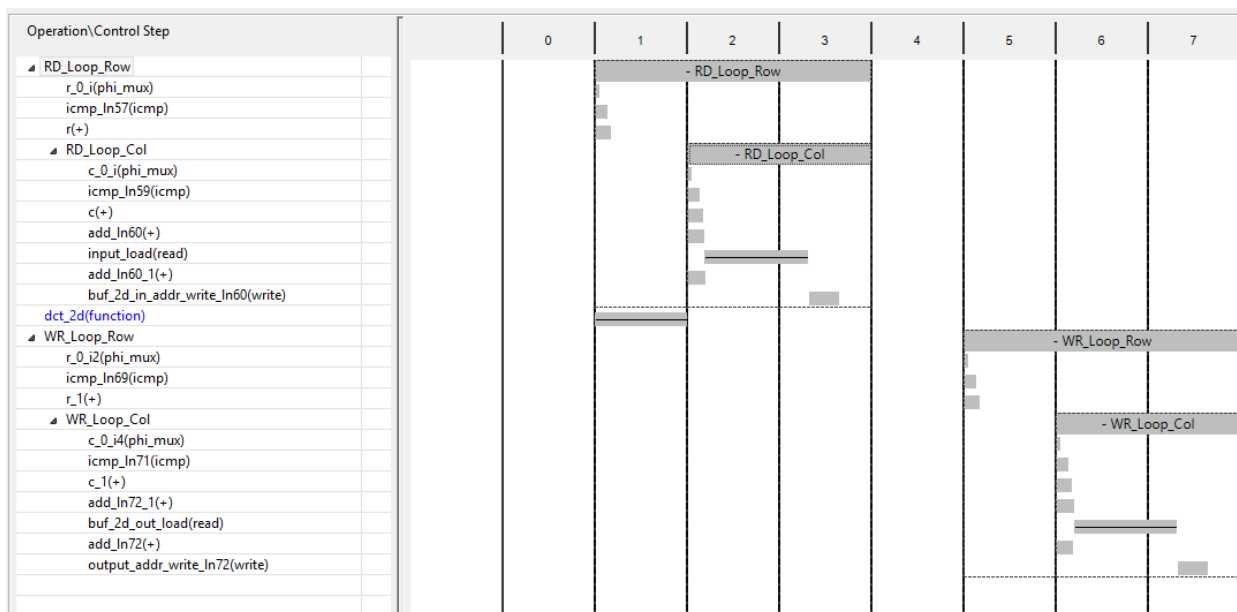 Operation\Control Step
0 1 2 3 4 5 6 7
RD_Loop_Row - RD_Loop_Row
r_0_i(phi_mux)
icmp_ln57(icmp)
r(+)
RD_Loop_Col - RD_Loop_Col
c_0_i(phi_mux)
icmp_ln59(icmp)
c(+)
add_ln60(+)
input_load(read)
add_ln60_1(+)
buf_2d_in_addr_write_ln60(write)
dct_2d(function)
WR_Loop_Row - WR_Loop_Row
r_0_i2(phi_mux)
icmp_ln69(icmp)
r_1(+)
WR_Loop_Col - WR_Loop_Col
c_0_i4(phi_mux)
icmp_ln71(icmp)
c_1(+)
add_ln72_1(+)
buf_2d_out_load(read)
add_ln72(+)
output_addr_write_ln72(write)